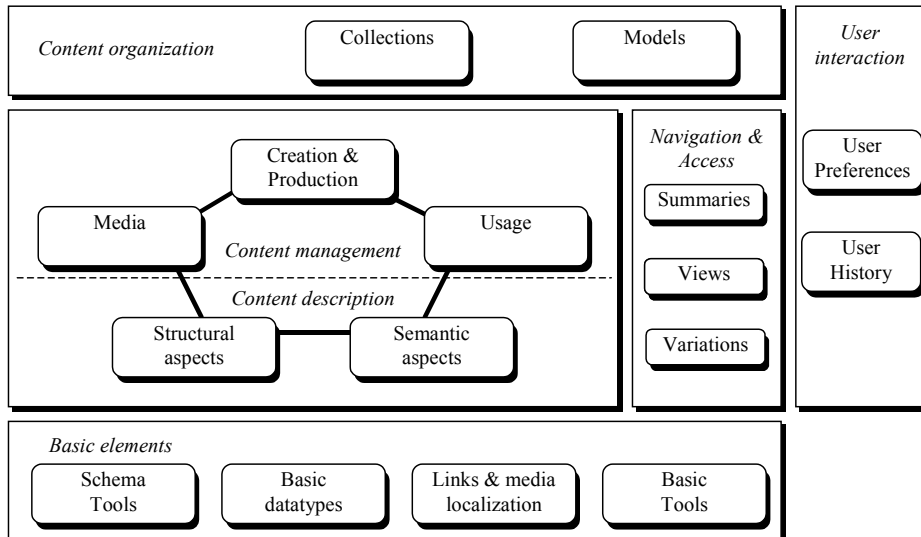 Content organization
Collections
Models
User
interaction
User
Preferences
User
History
Creation &
Production
Media
Usage
Content management
Content description
Structural
aspects
Semantic
aspects
Navigation &
Access
Summaries
Views
Variations
Basic elements
Schema
Tools
Basic
datatypes
Links & media
localization
Basic
Tools